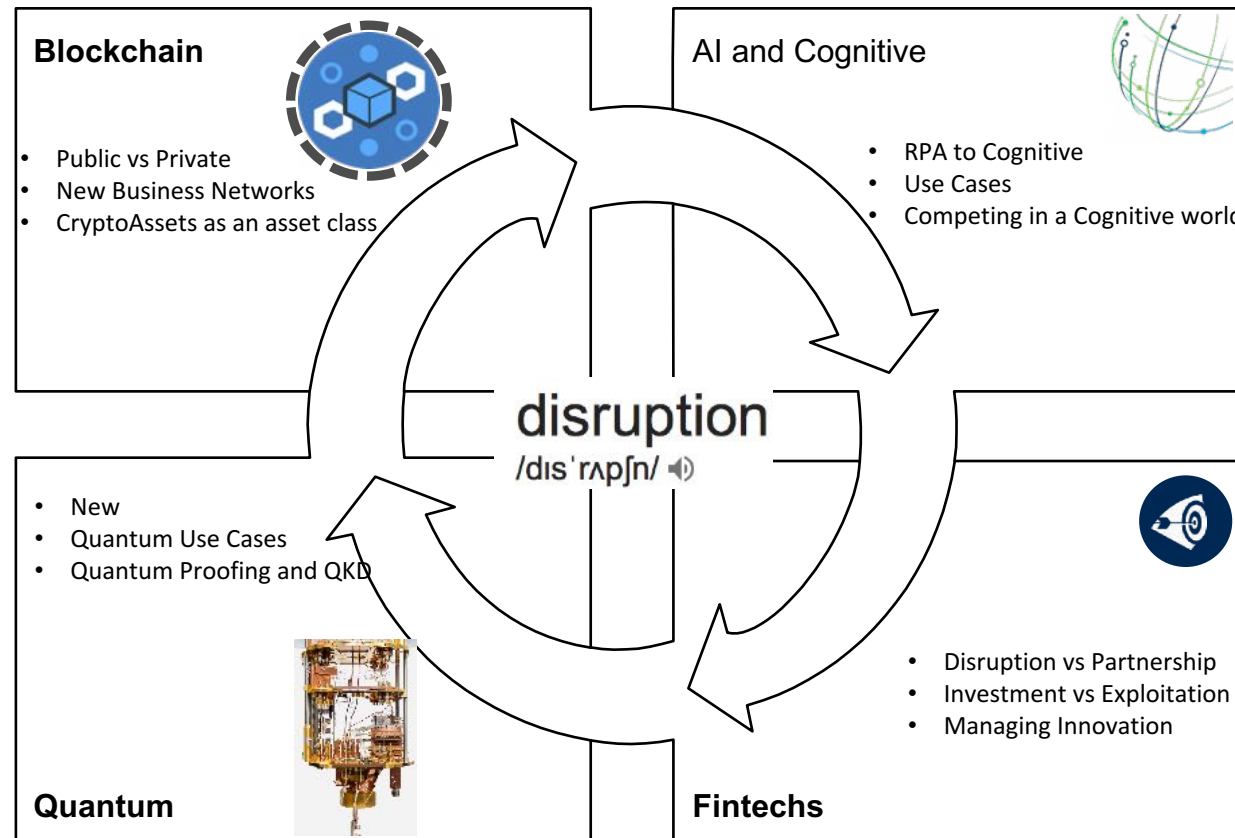 Blockchain
• Public vs Private
• New Business Networks
• CryptoAssets as an asset class
AI and Cognitive
• RPA to Cognitive
• Use Cases
• Competing in a Cognitive world
disruption
/dɪsˈrʌpʃn/
• New
• Quantum Use Cases
• Quantum Proofing and QKD
Quantum
• Disruption vs Partnership
• Investment vs Exploitation
• Managing Innovation
Fintechs